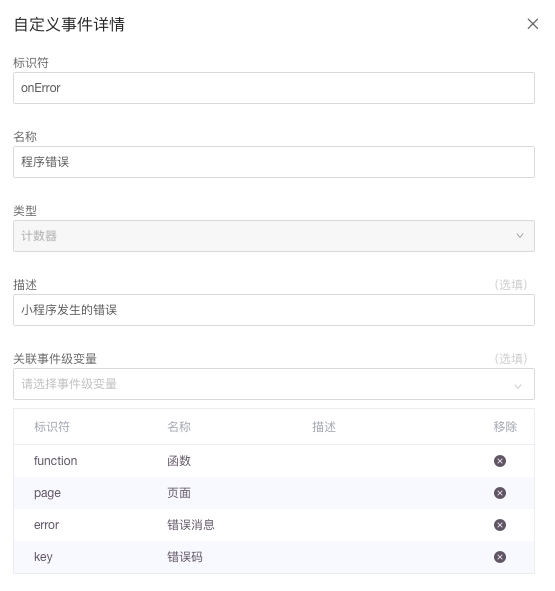 自定义事件详情
标识符
onError
名称
程序错误
类型
计数器
描述 (选填)
小程序发生的错误
关联事件级变量 (选填)
请选择事件级变量
标识符 名称 描述 移除
function 函数
page 页面
error 错误消息
key 错误码